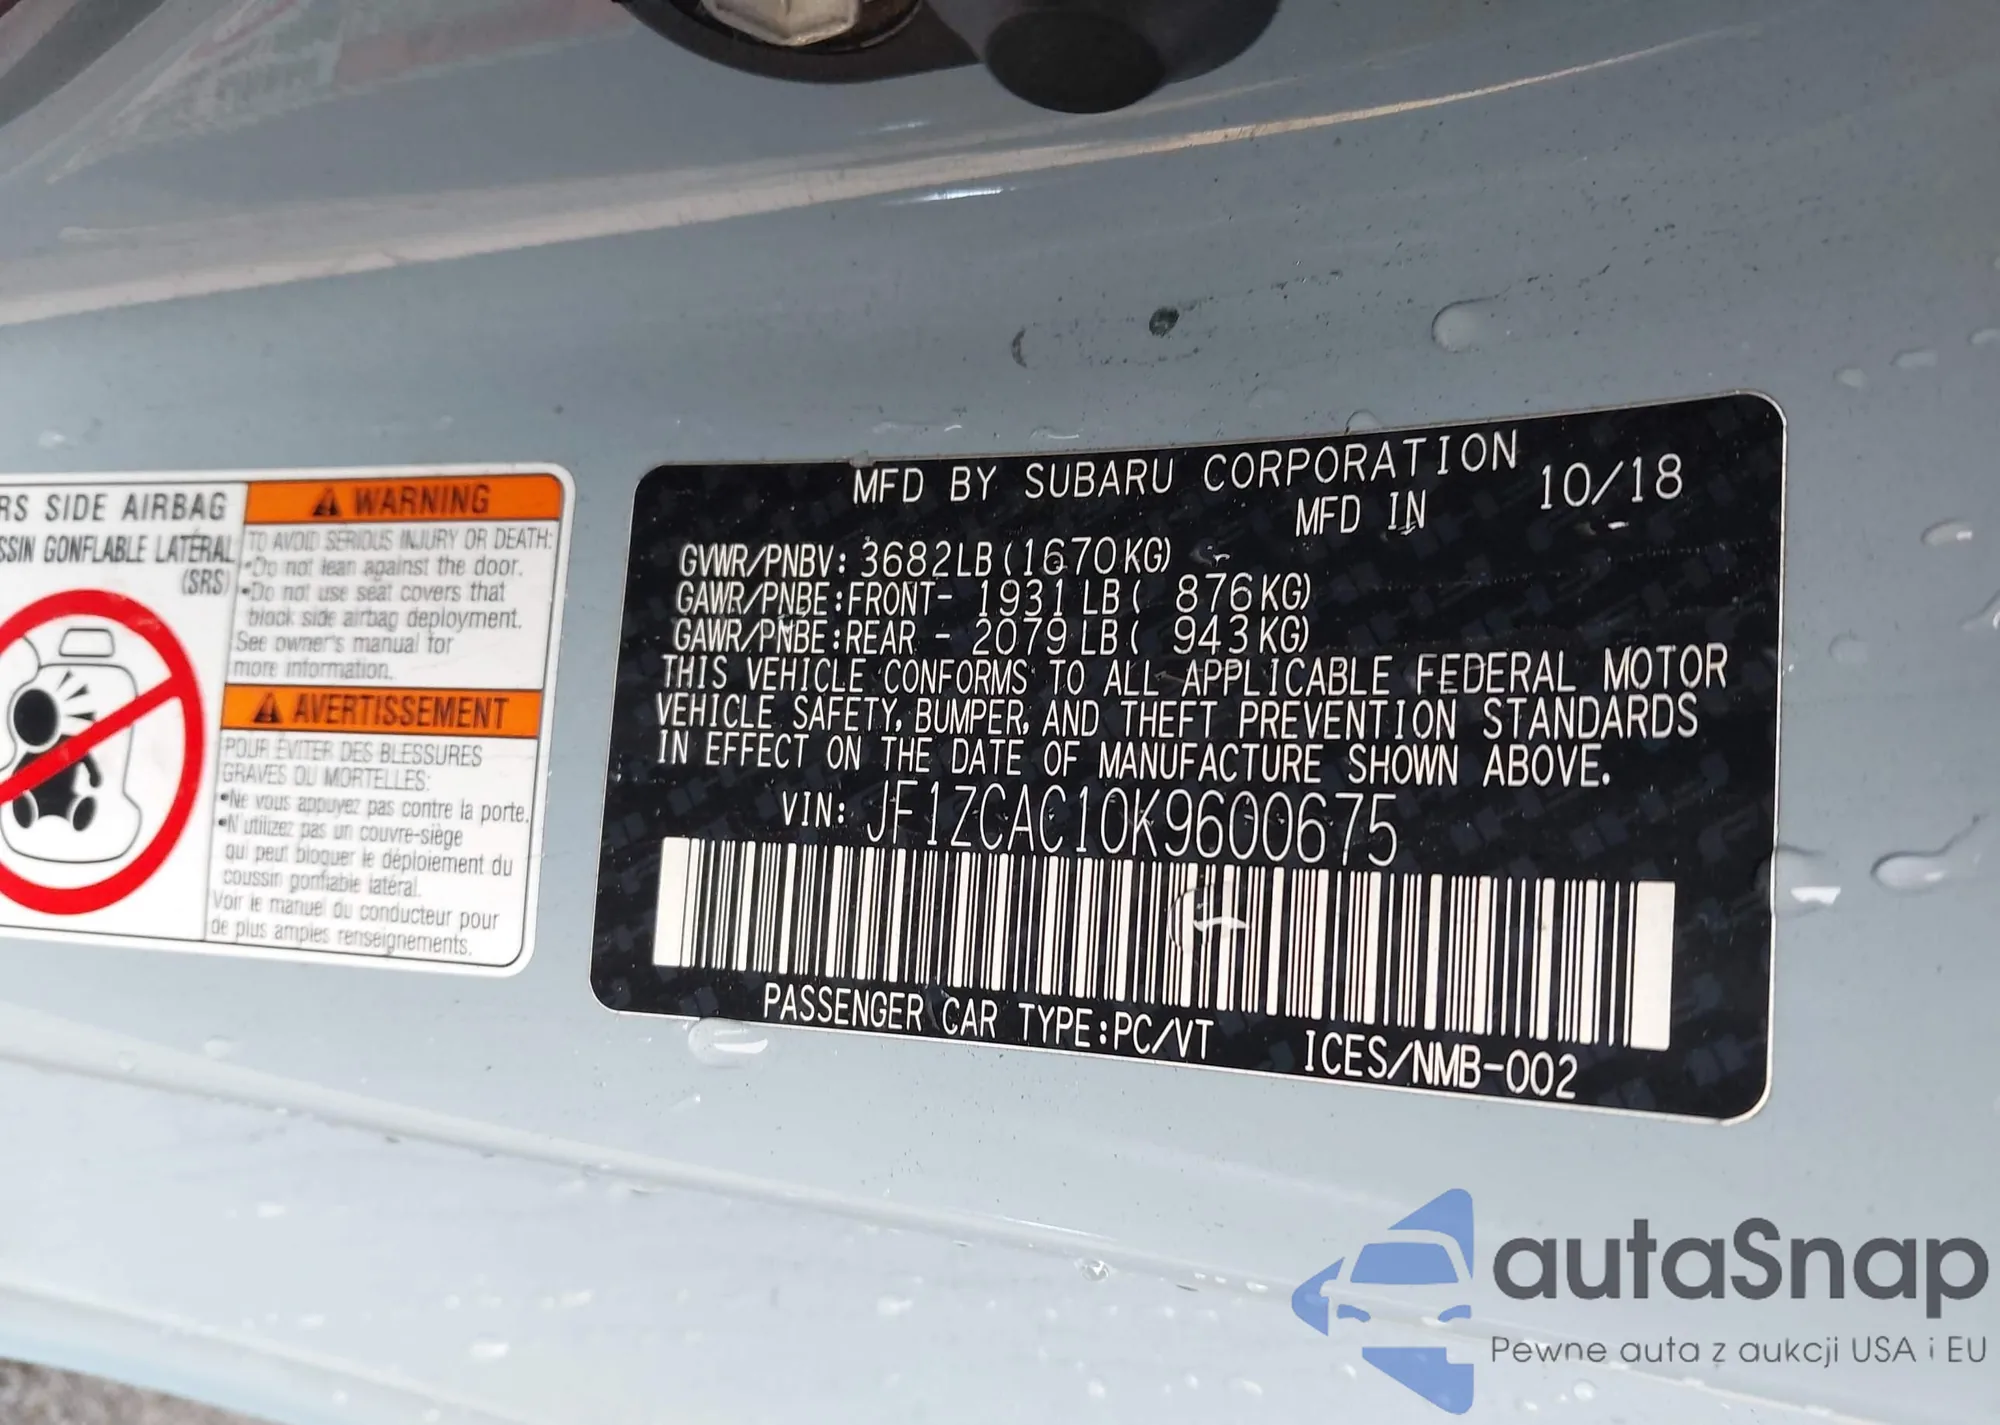 RS SIDE AIRBAG
SSIN GONFLABLE LATÉRAL
(SRS)
WARNING
TO AVOID SERIOUS INJURY OR DEATH:
•Do not lean against the door.
•Do not use seat covers that
block side airbag deployment.
See owner's manual for
more information.
AVERTISSEMENT
POUR ÉVITER DES BLESSURES
GRAVES OU MORTELLES:
•Ne vous appuyez pas contre la porte.
•N'utilizez pas un couvre-siège
qui peut bloquer le déploiement du
coussin gonflable latéral.
Voir le manuel du conducteur pour
de plus amples renseignements.
MFD BY SUBARU CORPORATION
MFD IN 10/18
GVWR/PNBV: 3682LB(1670KG)
GAWR/PNBE:FRONT- 1931LB( 876KG)
GAWR/PNBE:REAR - 2079LB( 943KG)
THIS VEHICLE CONFORMS TO ALL APPLICABLE FEDERAL MOTOR
VEHICLE SAFETY, BUMPER, AND THEFT PREVENTION STANDARDS
IN EFFECT ON THE DATE OF MANUFACTURE SHOWN ABOVE.
VIN: JF1ZCAC10K9600675
PASSENGER CAR TYPE:PC/VT ICES/NMB-002
autaSnap
Pewne auta z aukcji USA i EU